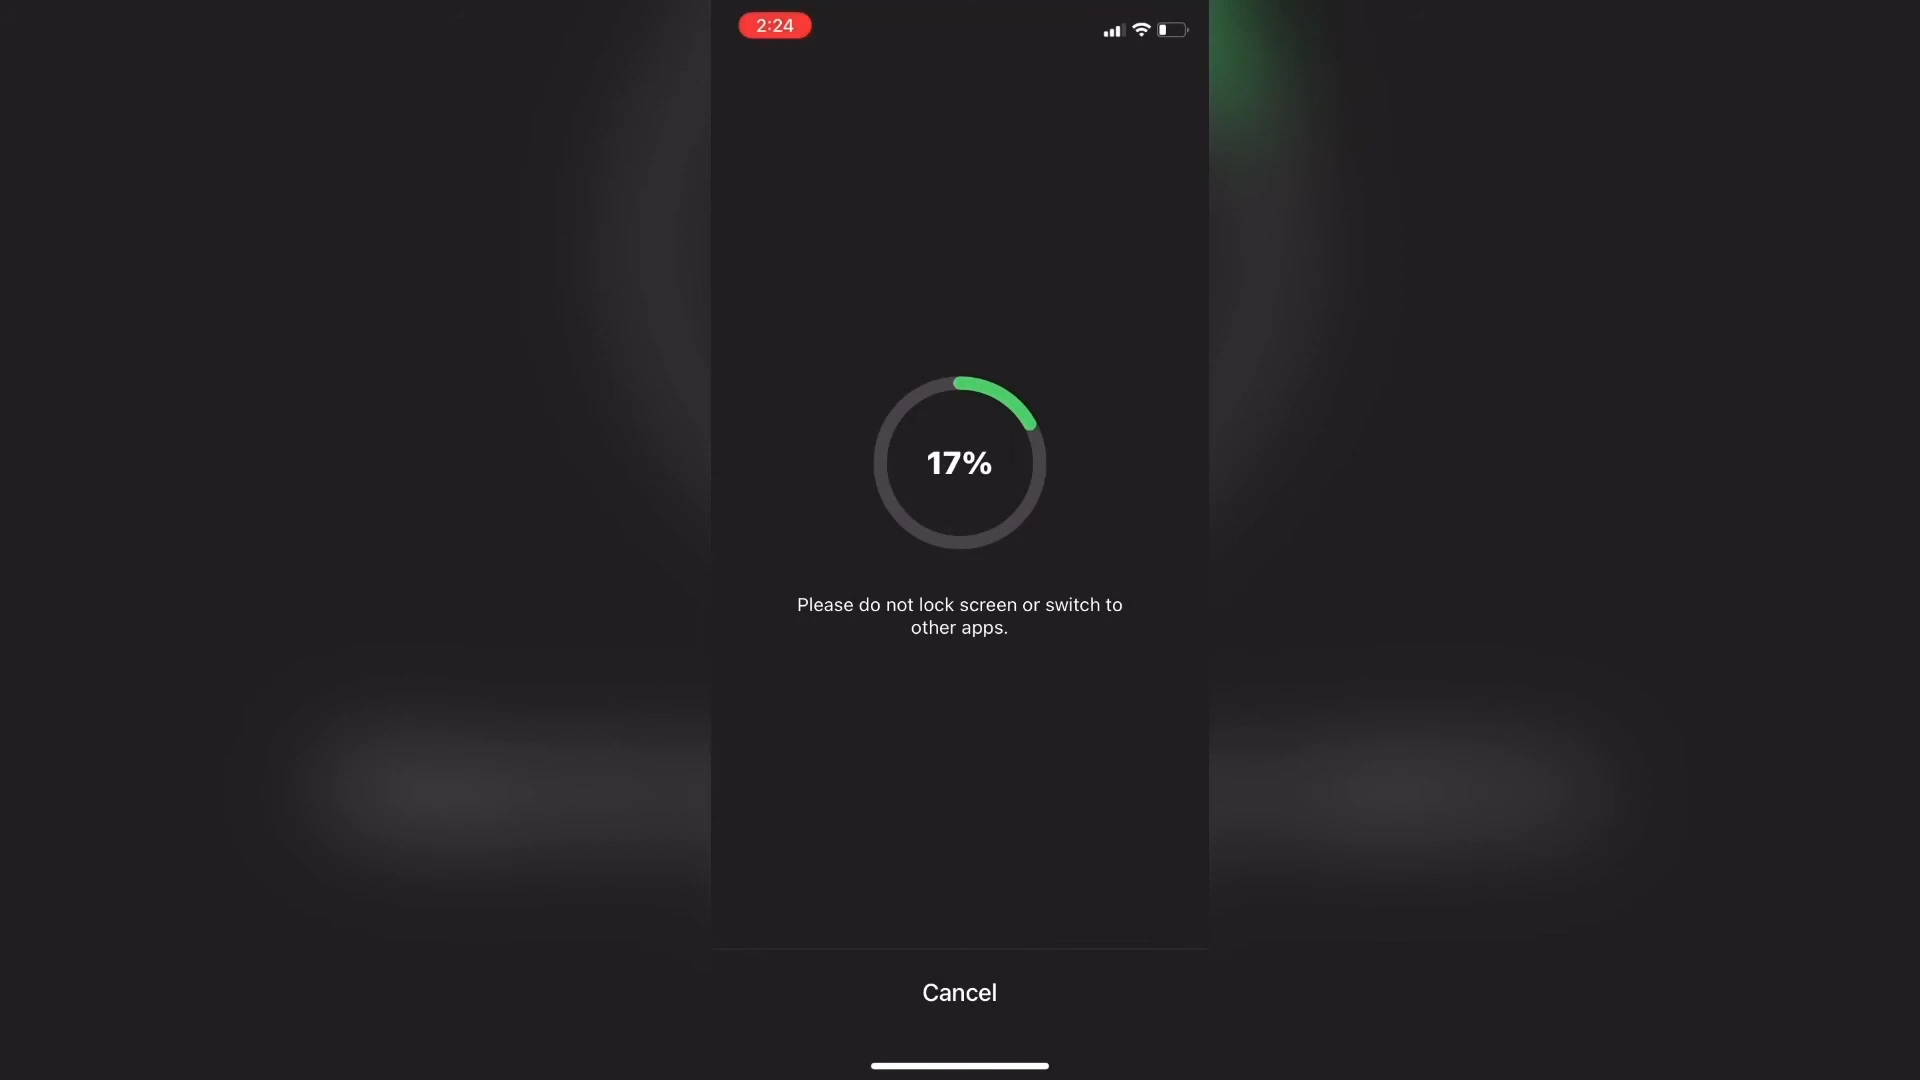 2:24
17%
Please do not lock screen or switch to
other apps.
Cancel